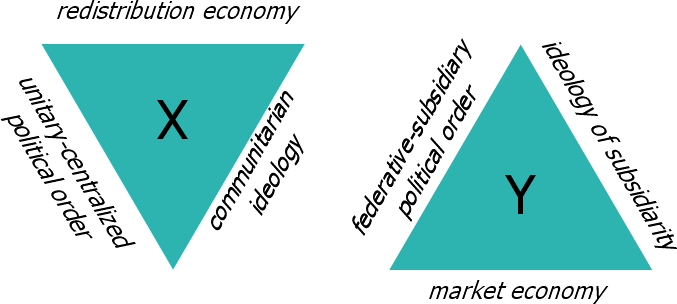 redistribution economy
unitary-centralized
political order
X
communitarian
ideology
federative-subsidiary
political order
Y
ideology of subsidiarity
market economy